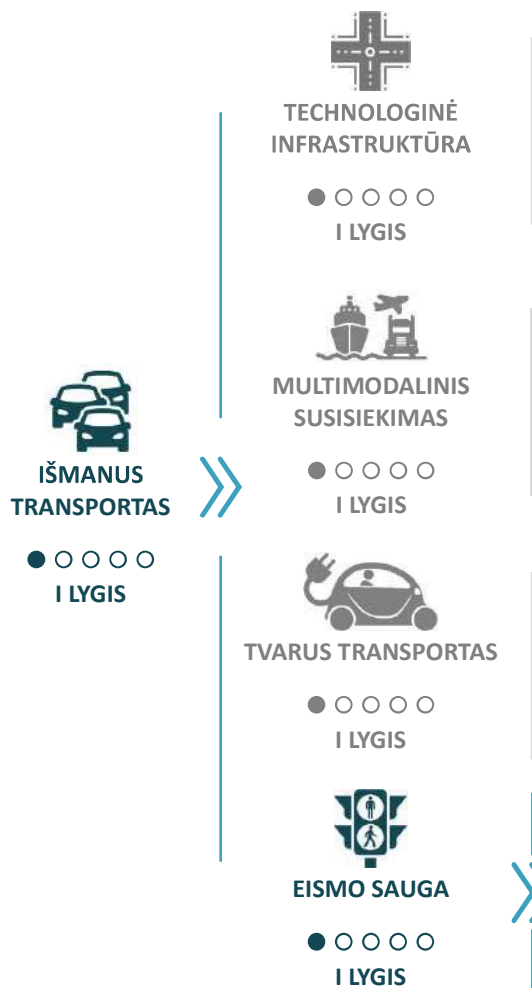 IŠMANUS
TRANSPORTAS
I LYGIS
TECHNOLOGINĖ
INFRASTRUKTŪRA
I LYGIS
MULTIMODALINIS
SUSISIEKIMAS
I LYGIS
TVARUS TRANSPORTAS
I LYGIS
EISMO SAUGA
I LYGIS